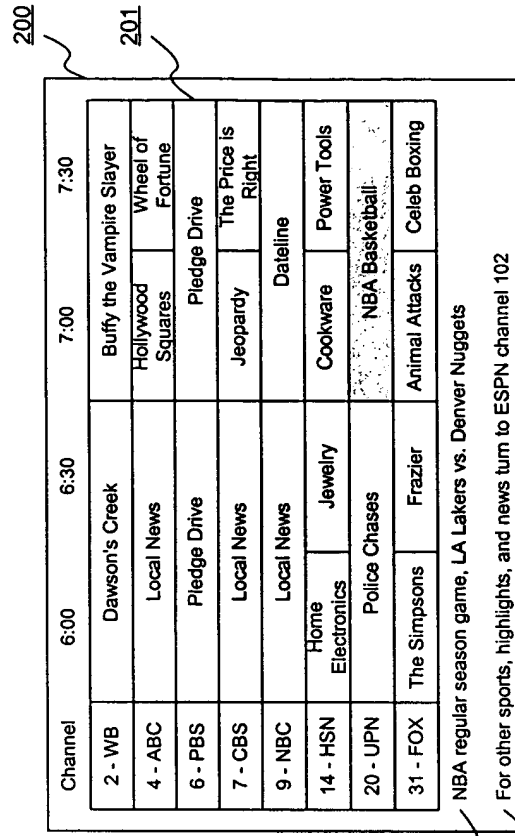 200
201
Channel 6:00 6:30 7:00 7:30
2 - WB Dawson's Creek Buffy the Vampire Slayer
4 - ABC Local News Hollywood Squares Wheel of Fortune
6 - PBS Pledge Drive Pledge Drive
7 - CBS Local News Jeopardy The Price is Right
9 - NBC Local News Dateline
14 - HSN Home Electronics Jewelry Cookware Power Tools
20 - UPN Police Chases NBA Basketball
31 - FOX The Simpsons Frazier Animal Attacks Celeb Boxing
NBA regular season game, LA Lakers vs. Denver Nuggets
For other sports, highlights, and news turn to ESPN channel 102